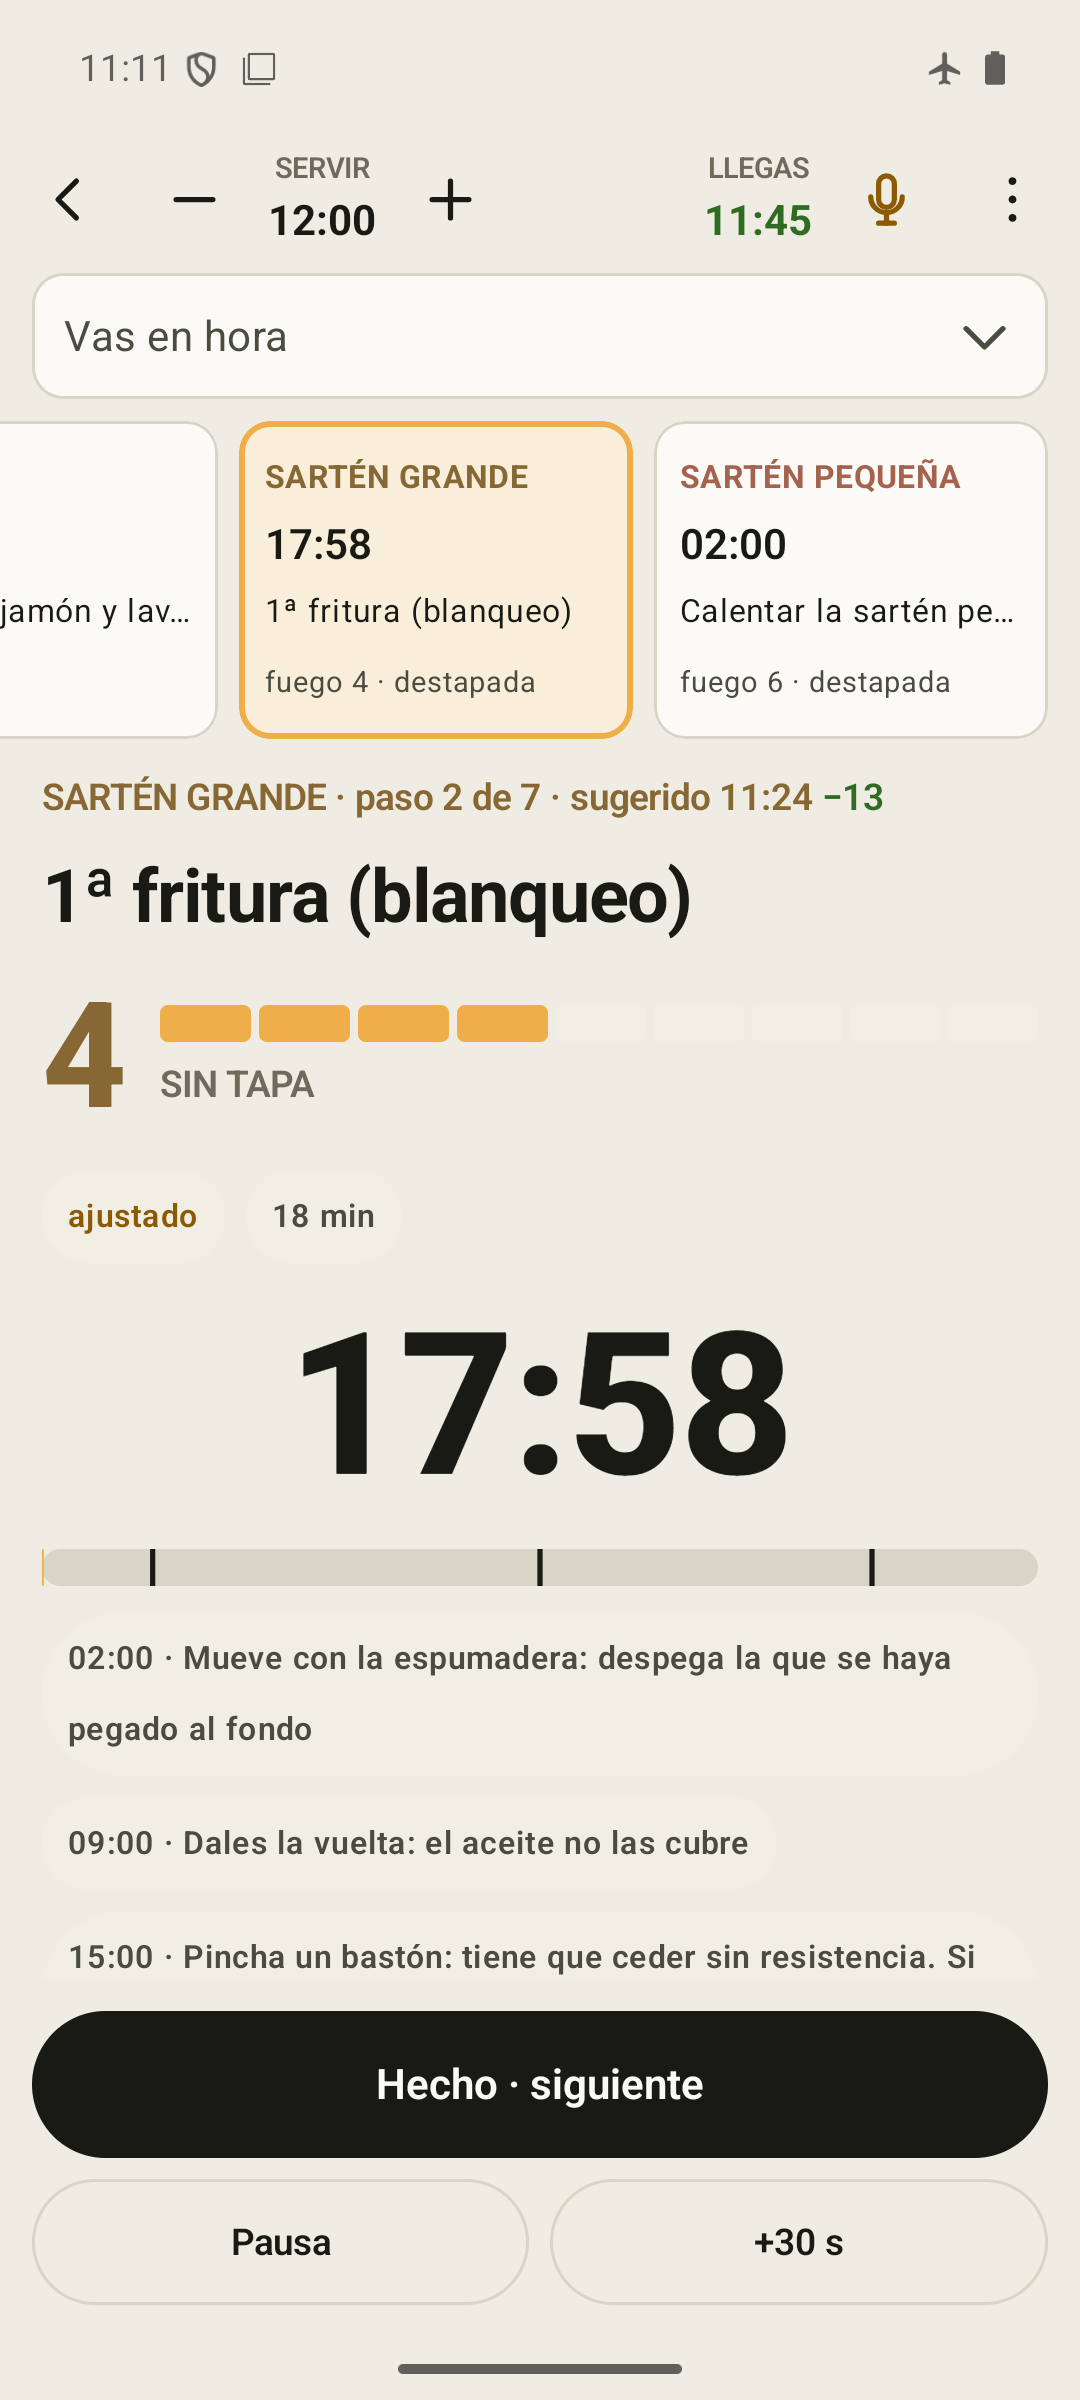 11:11
SERVIR
12:00
LLEGAS
11:45
Vas en hora
jamón y lav…
SARTÉN GRANDE
17:58
1ª fritura (blanqueo)
fuego 4 · destapada
SARTÉN PEQUEÑA
02:00
Calentar la sartén pe…
fuego 6 · destapada
SARTÉN GRANDE · paso 2 de 7 · sugerido 11:24 −13
1ª fritura (blanqueo)
4
SIN TAPA
ajustado
18 min
17:58
02:00 · Mueve con la espumadera: despega la que se haya
pegado al fondo
09:00 · Dales la vuelta: el aceite no las cubre
15:00 · Pincha un bastón: tiene que ceder sin resistencia. Si
Hecho · siguiente
Pausa
+30 s